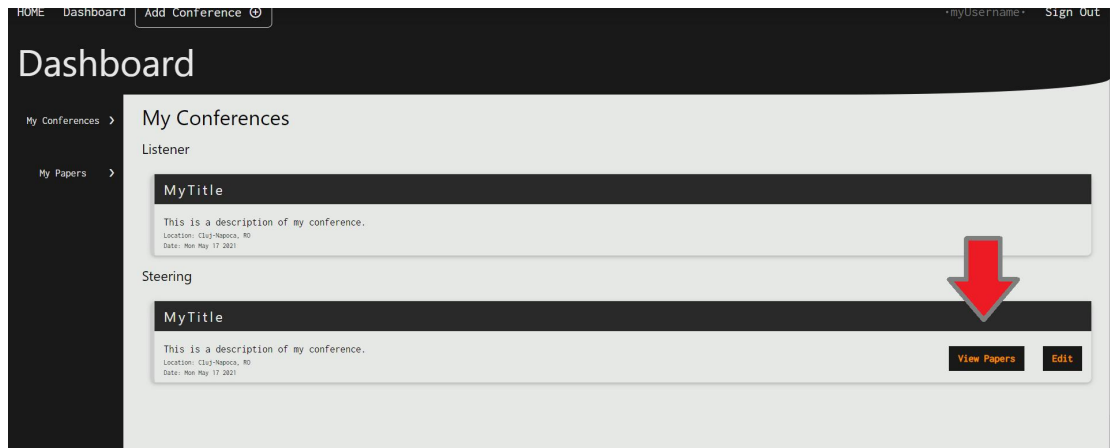 HOME Dashboard Add Conference ⊕ ·myUsername· Sign Out
Dashboard
My Conferences ❯
My Papers ❯
My Conferences
Listener
MyTitle
This is a description of my conference.
Location: Cluj-Napoca, RO
Date: Mon May 17 2021
Steering
MyTitle
This is a description of my conference.
Location: Cluj-Napoca, RO
Date: Mon May 17 2021
View Papers Edit